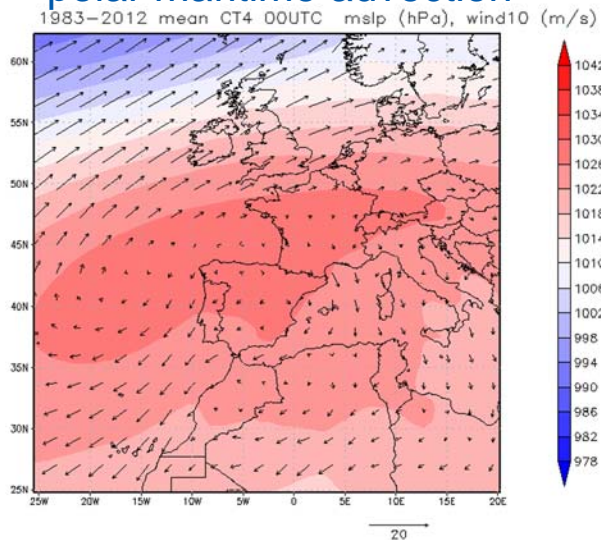 polar maritime advection
1983-2012 mean CT4 00UTC mslp (hPa), wind10 (m/s)
60N
55N
50N
45N
40N
35N
30N
25N
25W 20W 15W 10W 5W 0 5E 10E 15E 20E
1042
1038
1034
1030
1026
1022
1018
1014
1010
1006
1002
998
994
990
986
982
978
20